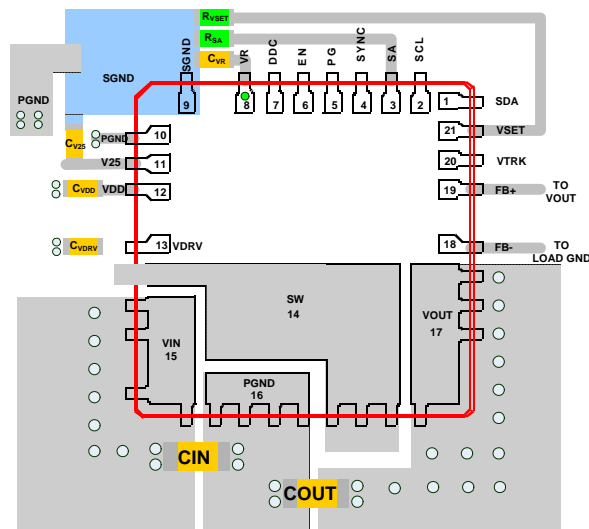 RVSET
RSA
CVR
SGND
SGND
VR
DDC
EN
PG
SYNC
SA
SCL
PGND
9
8
7
6
5
4
3
2
1
SDA
21
VSET
20
VTRK
19
FB+
TO
VOUT
18
FB-
TO
LOAD GND
CV25
PGND
10
V25
11
CVDD
VDD
12
CVDRV
13
VDRV
SW
14
VOUT
17
VIN
15
PGND
16
CIN
COUT